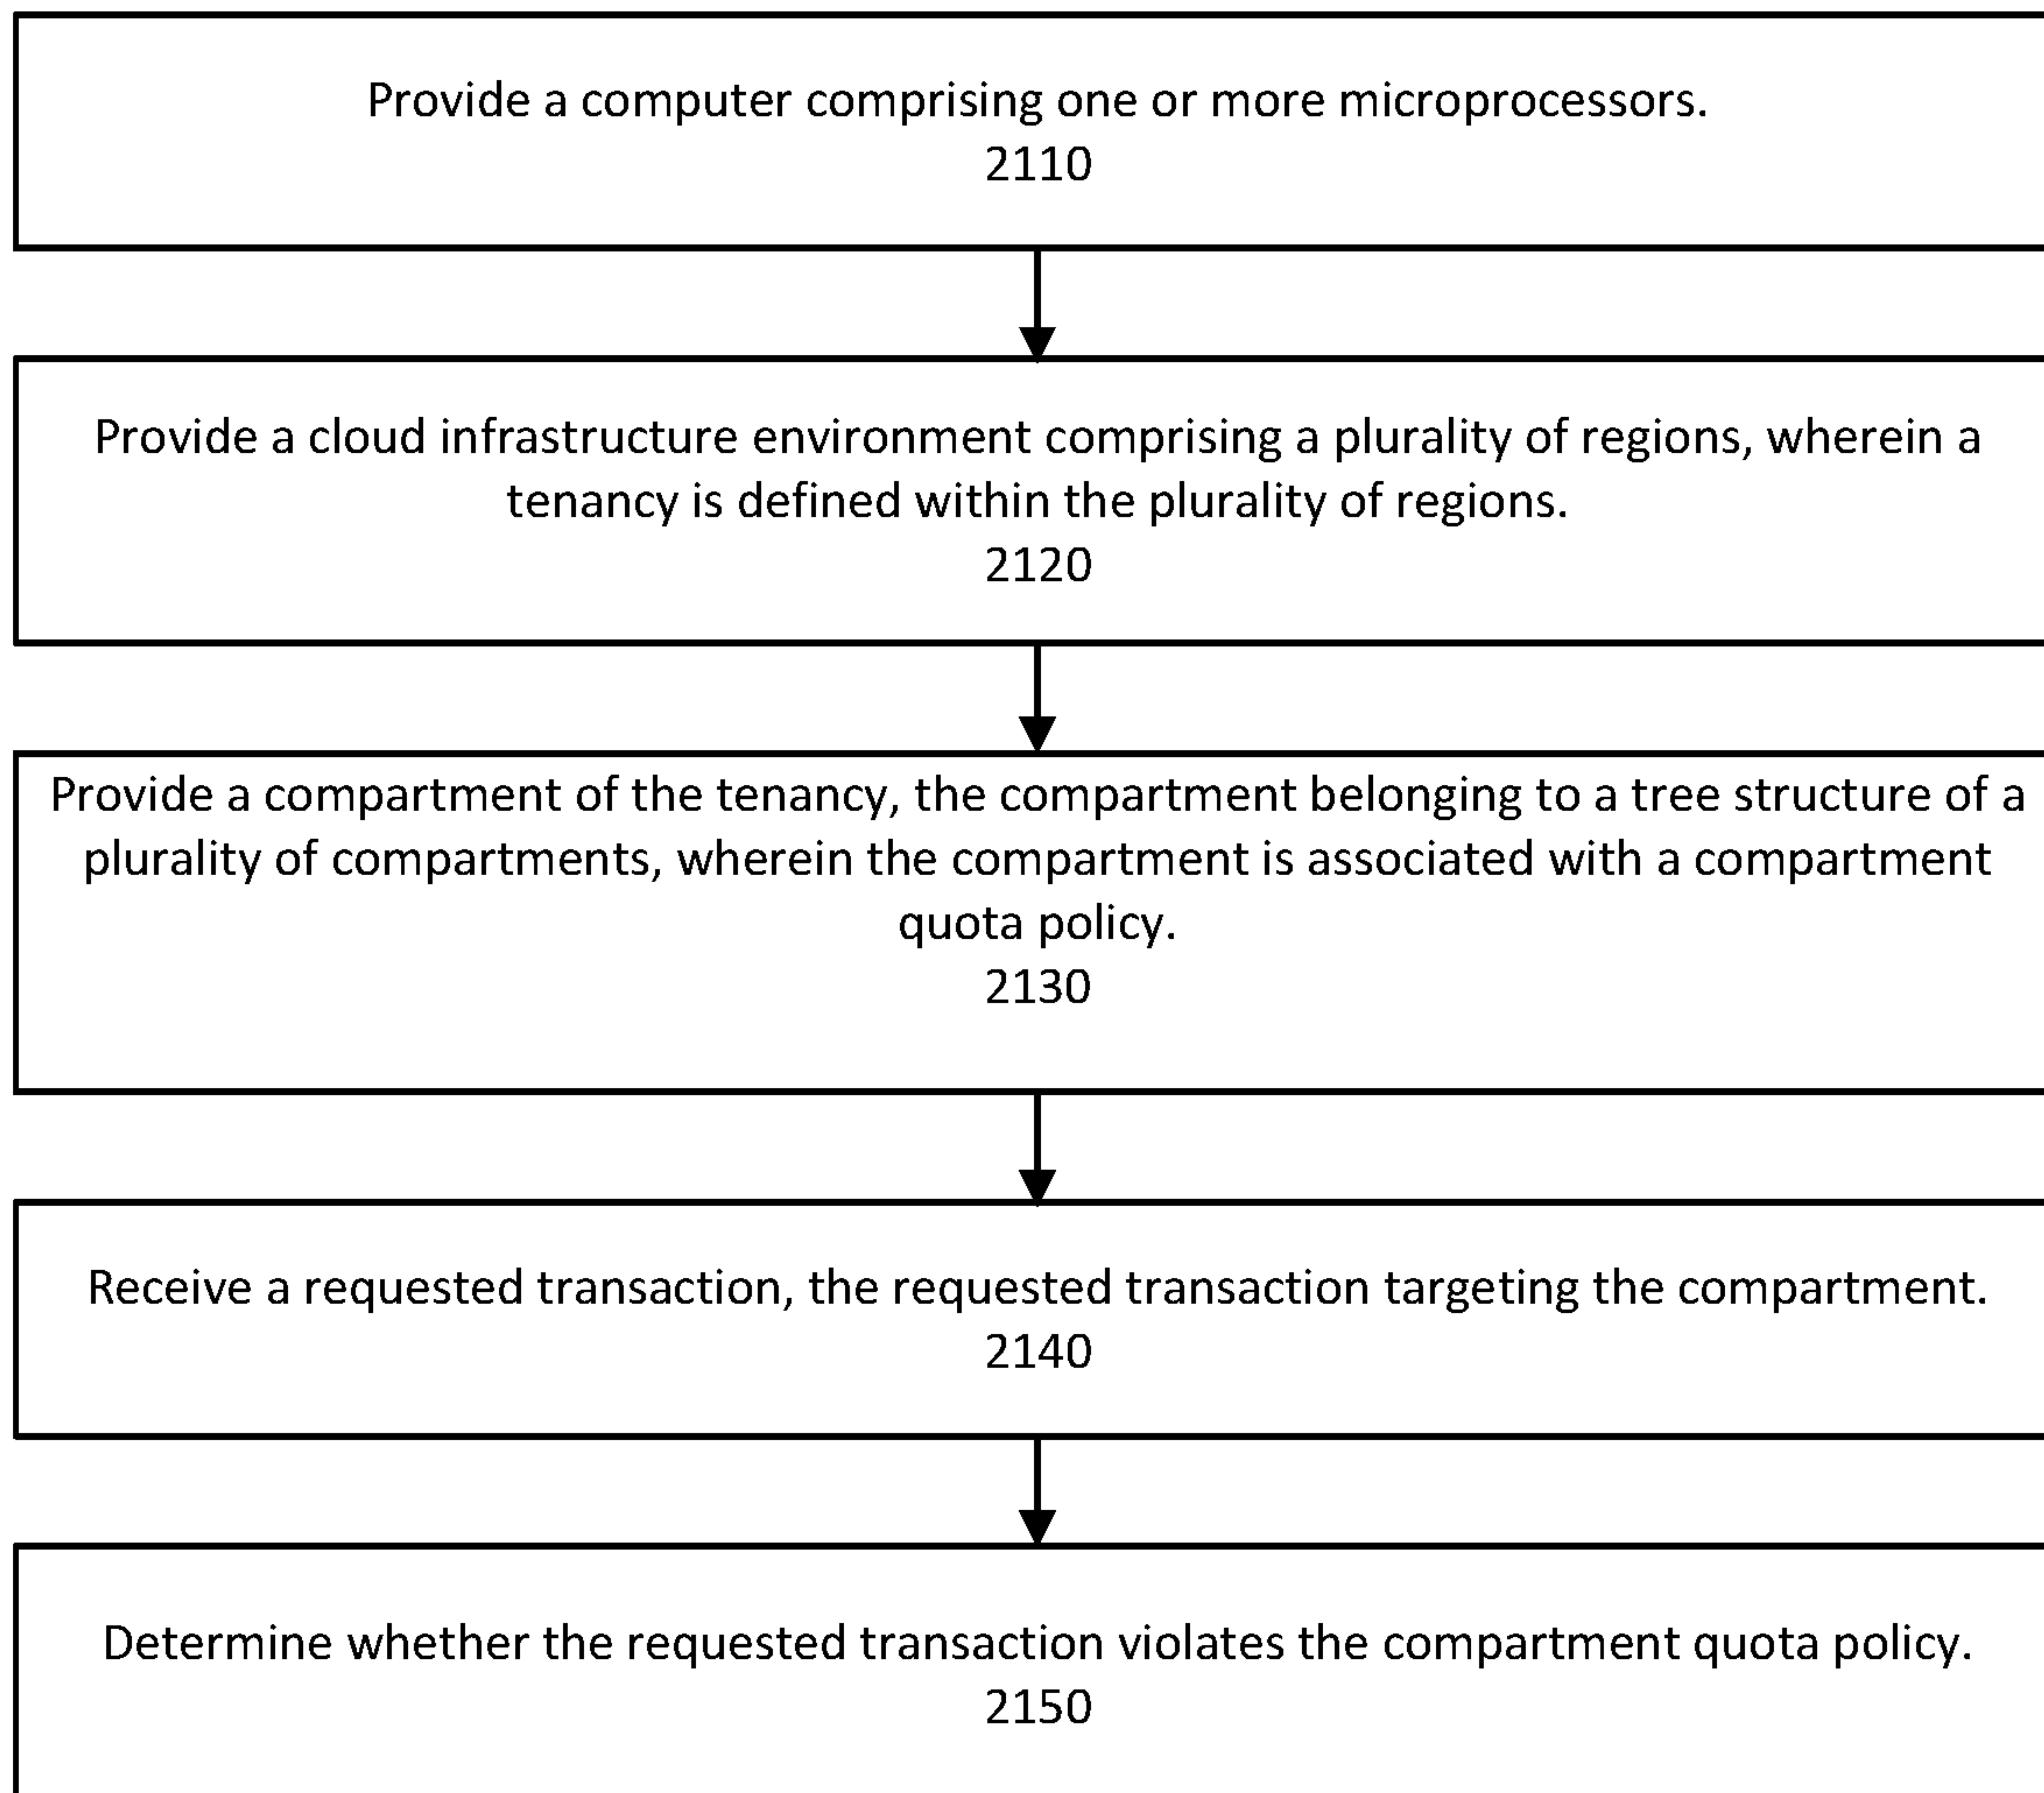 Provide a computer comprising one or more microprocessors.
2110
Provide a cloud infrastructure environment comprising a plurality of regions, wherein a
tenancy is defined within the plurality of regions.
2120
Provide a compartment of the tenancy, the compartment belonging to a tree structure of a
plurality of compartments, wherein the compartment is associated with a compartment
quota policy.
2130
Receive a requested transaction, the requested transaction targeting the compartment.
2140
Determine whether the requested transaction violates the compartment quota policy.
2150